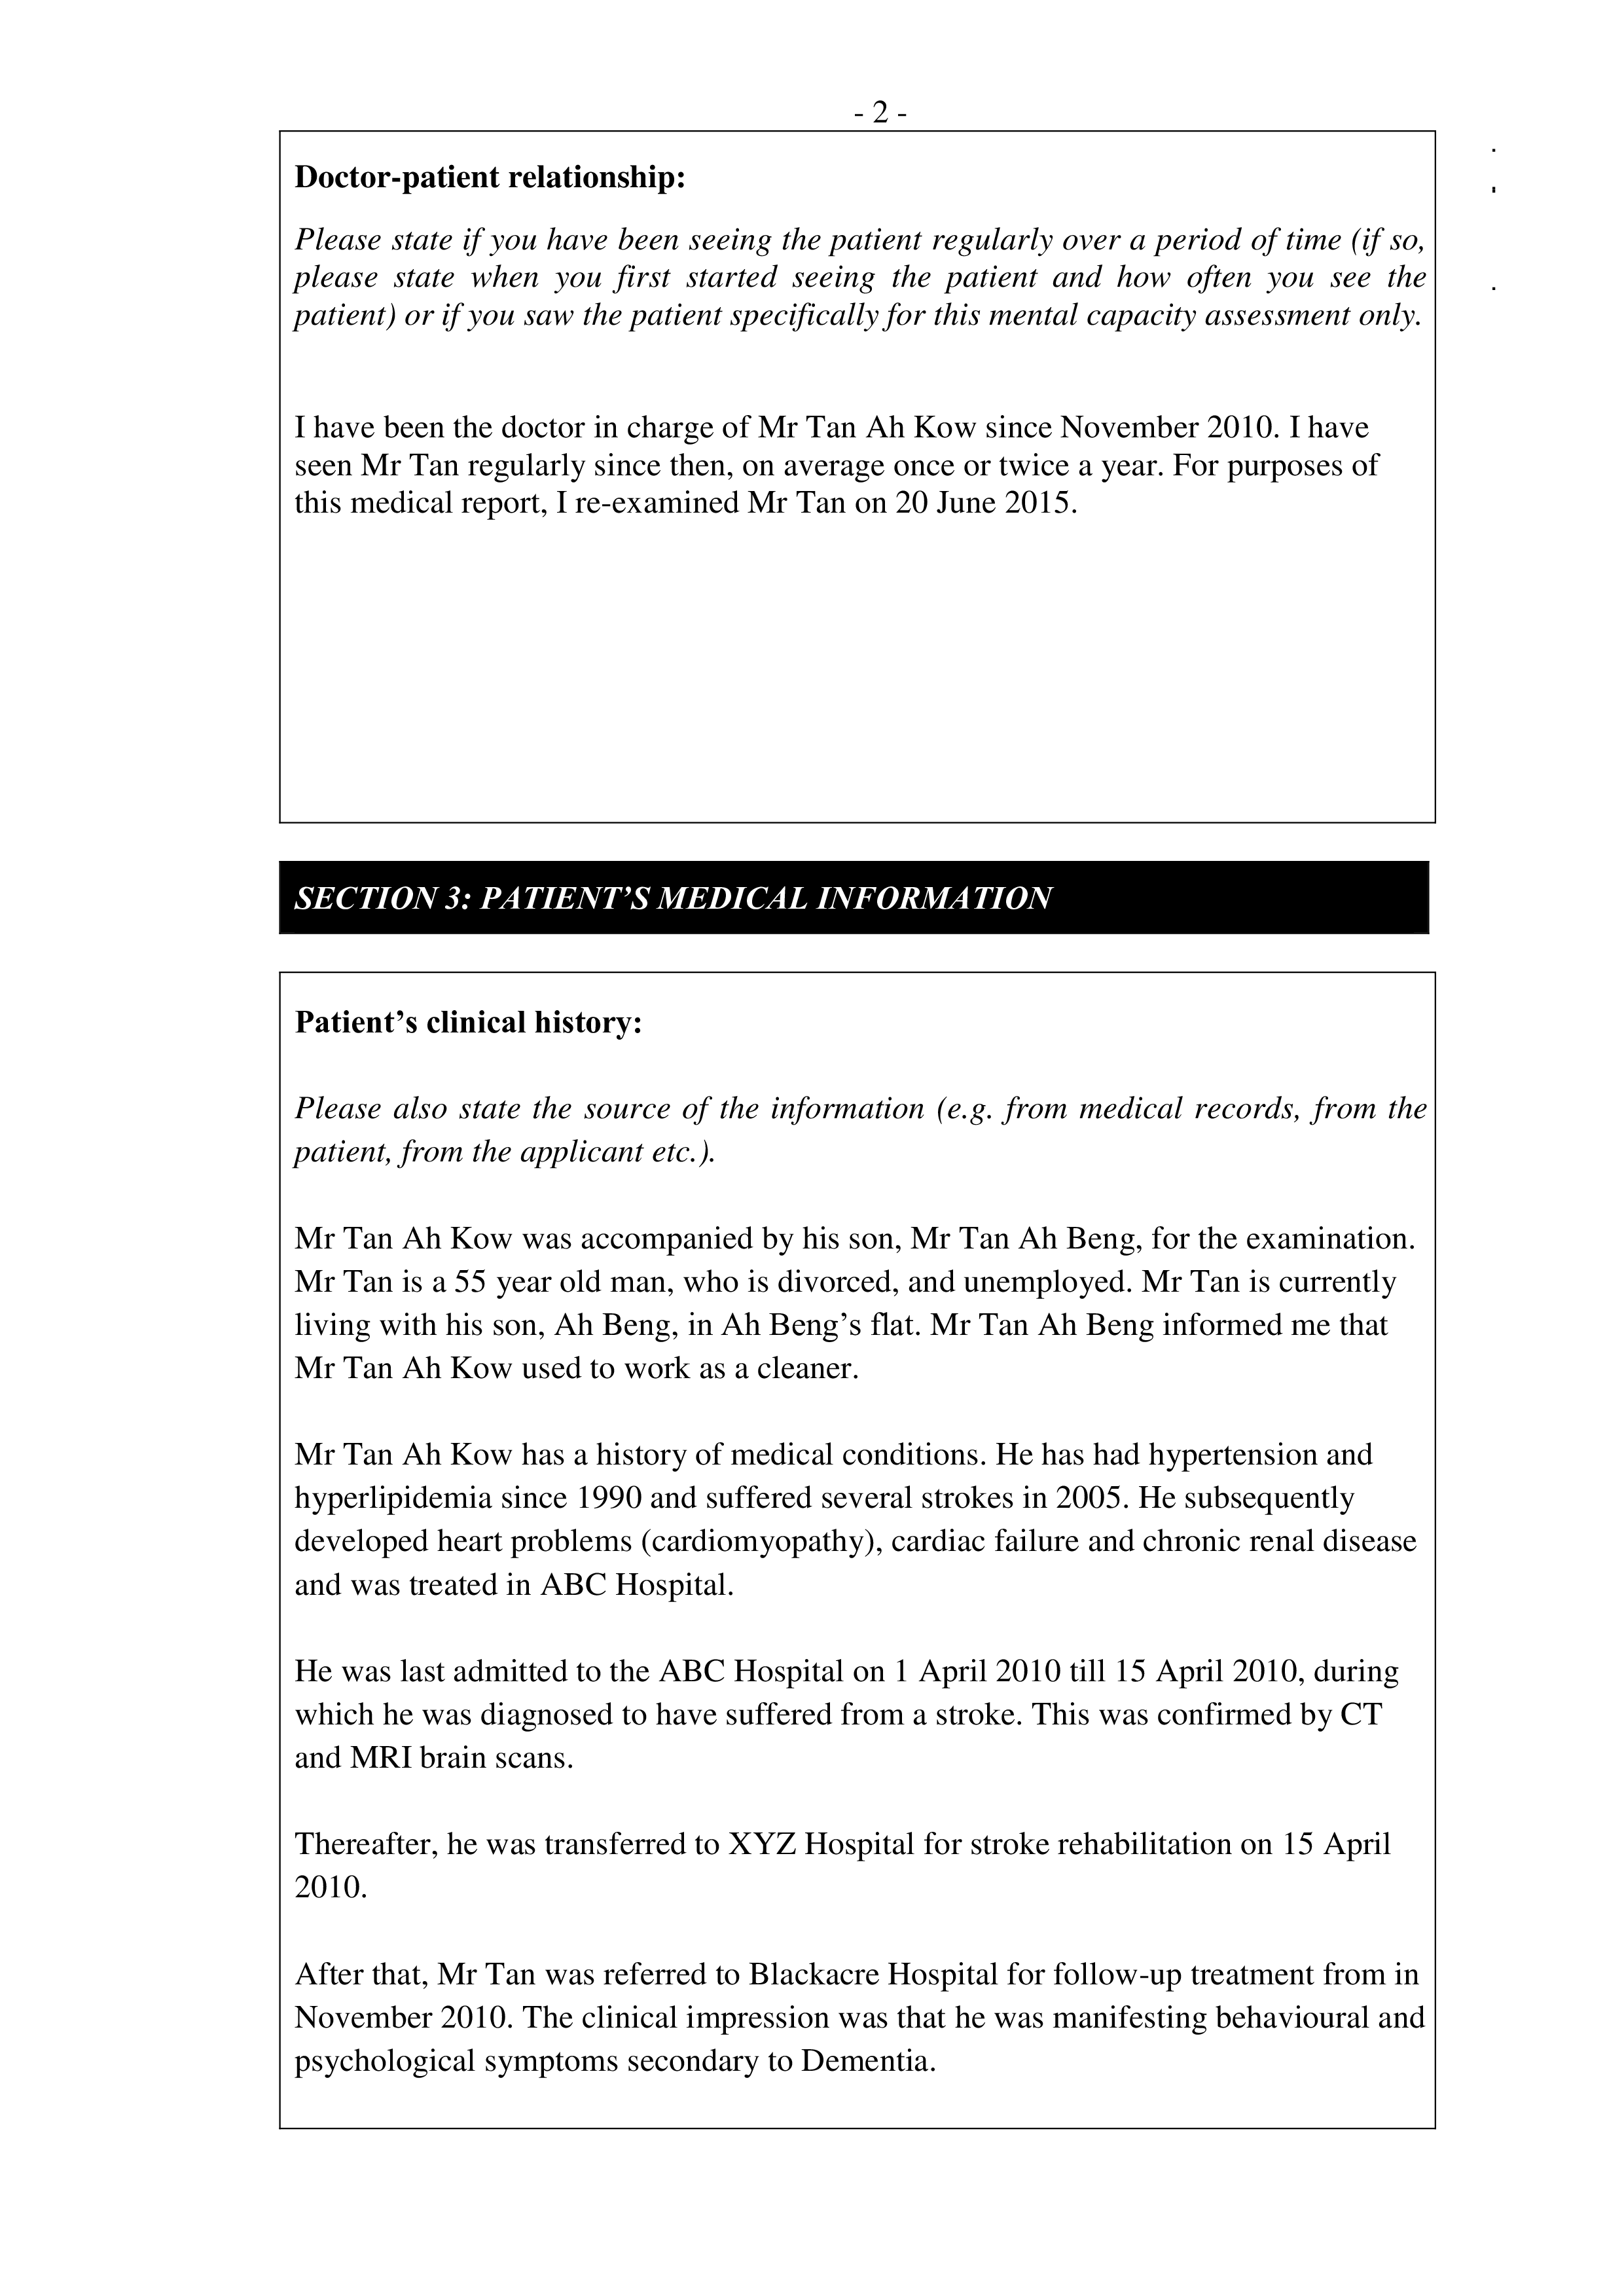 - 2 -
Doctor-patient relationship:
Please state if you have been seeing the patient regularly over a period of time (if so,
please state when you first started seeing the patient and how often you see the
patient) or if you saw the patient specifically for this mental capacity assessment only.
I have been the doctor in charge of Mr Tan Ah Kow since November 2010. I have
seen Mr Tan regularly since then, on average once or twice a year. For purposes of
this medical report, I re-examined Mr Tan on 20 June 2015.
SECTION 3: PATIENT’S MEDICAL INFORMATION
Patient’s clinical history:
Please also state the source of the information (e.g. from medical records, from the
patient, from the applicant etc.).
Mr Tan Ah Kow was accompanied by his son, Mr Tan Ah Beng, for the examination.
Mr Tan is a 55 year old man, who is divorced, and unemployed. Mr Tan is currently
living with his son, Ah Beng, in Ah Beng’s flat. Mr Tan Ah Beng informed me that
Mr Tan Ah Kow used to work as a cleaner.
Mr Tan Ah Kow has a history of medical conditions. He has had hypertension and
hyperlipidemia since 1990 and suffered several strokes in 2005. He subsequently
developed heart problems (cardiomyopathy), cardiac failure and chronic renal disease
and was treated in ABC Hospital.
He was last admitted to the ABC Hospital on 1 April 2010 till 15 April 2010, during
which he was diagnosed to have suffered from a stroke. This was confirmed by CT
and MRI brain scans.
Thereafter, he was transferred to XYZ Hospital for stroke rehabilitation on 15 April
2010.
After that, Mr Tan was referred to Blackacre Hospital for follow-up treatment from in
November 2010. The clinical impression was that he was manifesting behavioural and
psychological symptoms secondary to Dementia.